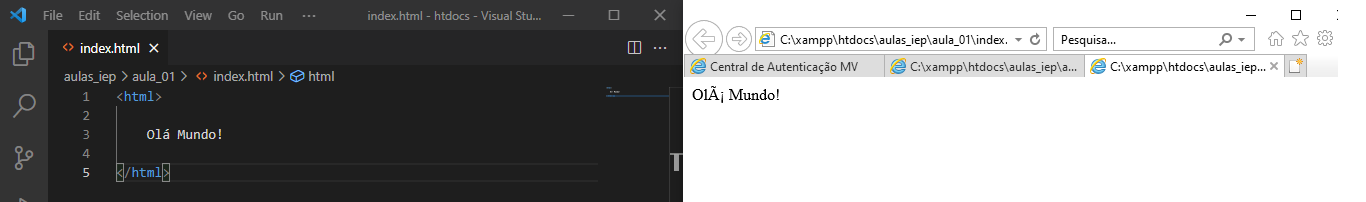 File Edit Selection View Go Run ··· index.html - htdocs - Visual Stu...
index.html
aulas_iep > aula_01 > index.html > html
1 <html>
2
3 Olá Mundo!
4
5 </html>
T
C:\xampp\htdocs\aulas_iep\aula_01\index. Pesquisa...
Central de Autenticação MV C:\xampp\htdocs\aulas_iep\a... C:\xampp\htdocs\aulas_iep...
OlÃ¡ Mundo!